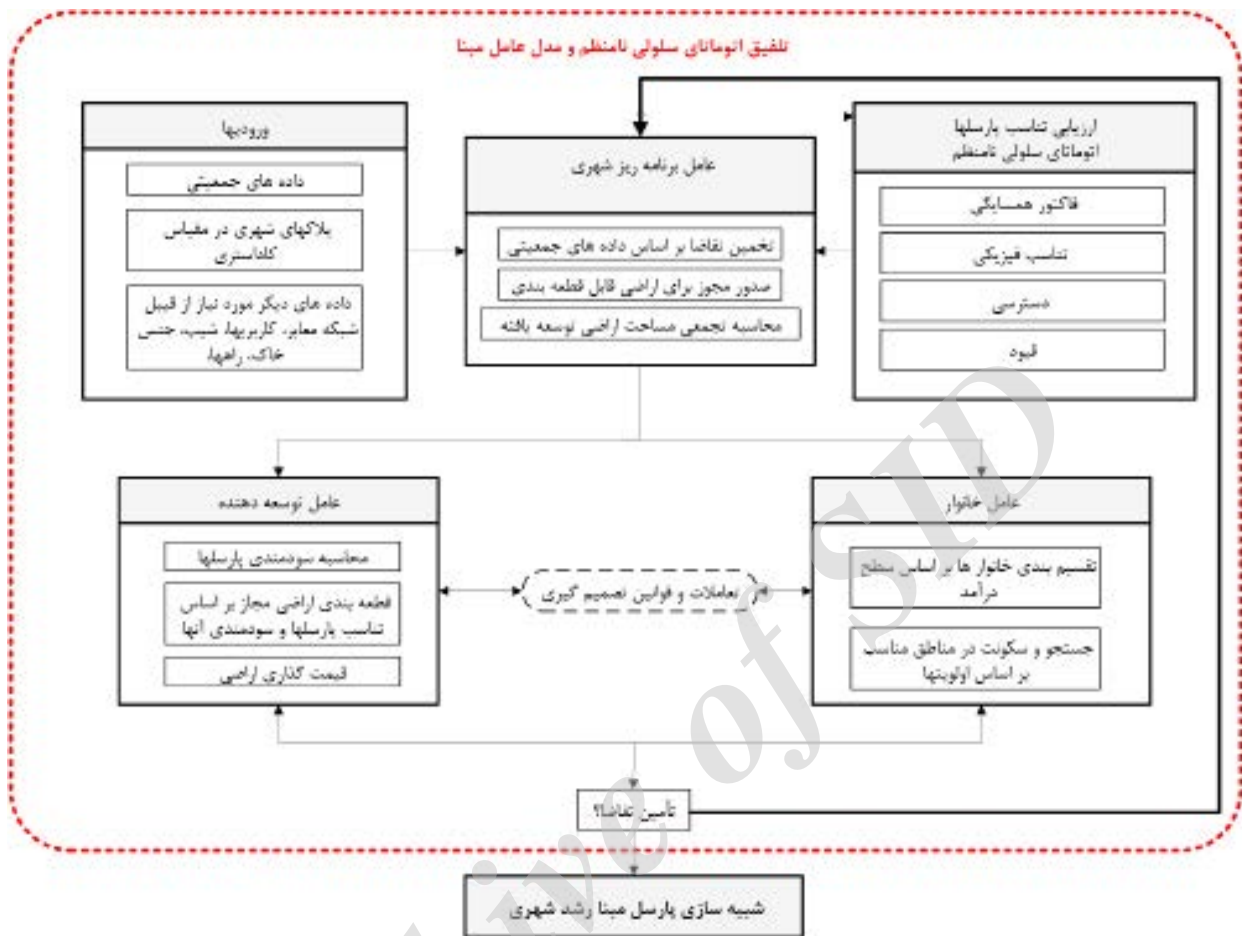 تلفیق اتوماتای سلولی نامنظم و مدل عامل مبنا
ارزیابی تناسب پارسلها
اتوماتای سلولی نامنظم
فاکتور همسایگی
تناسب فیزیکی
دسترسی
قیود
عامل برنامه ریز شهری
تخمین تقاضا بر اساس داده های جمعیتی
صدور مجوز برای اراضی قابل قطعه بندی
محاسبه تجمعی مساحت اراضی توسعه یافته
ورودیها
داده های جمعیتی
پلاکهای شهری در مقیاس
کاداستری
داده های دیگر مورد نیاز از قبیل
شبکه معابر، کاربریها، شیب، جنس
خاک، راهها،
عامل خانوار
تقسیم بندی خانوار ها بر اساس سطح
درآمد
جستجو و سکونت در مناطق مناسب
بر اساس اولویتها
تعاملات و قوانین تصمیم گیری
عامل توسعه دهنده
محاسبه سودمندی پارسلها
قطعه بندی اراضی مجاز بر اساس
تناسب پارسلها و سودمندی آنها
قیمت گذاری اراضی
تأمین تقاضا؟
شبیه سازی پارسل مبنا رشد شهری
ive of SID